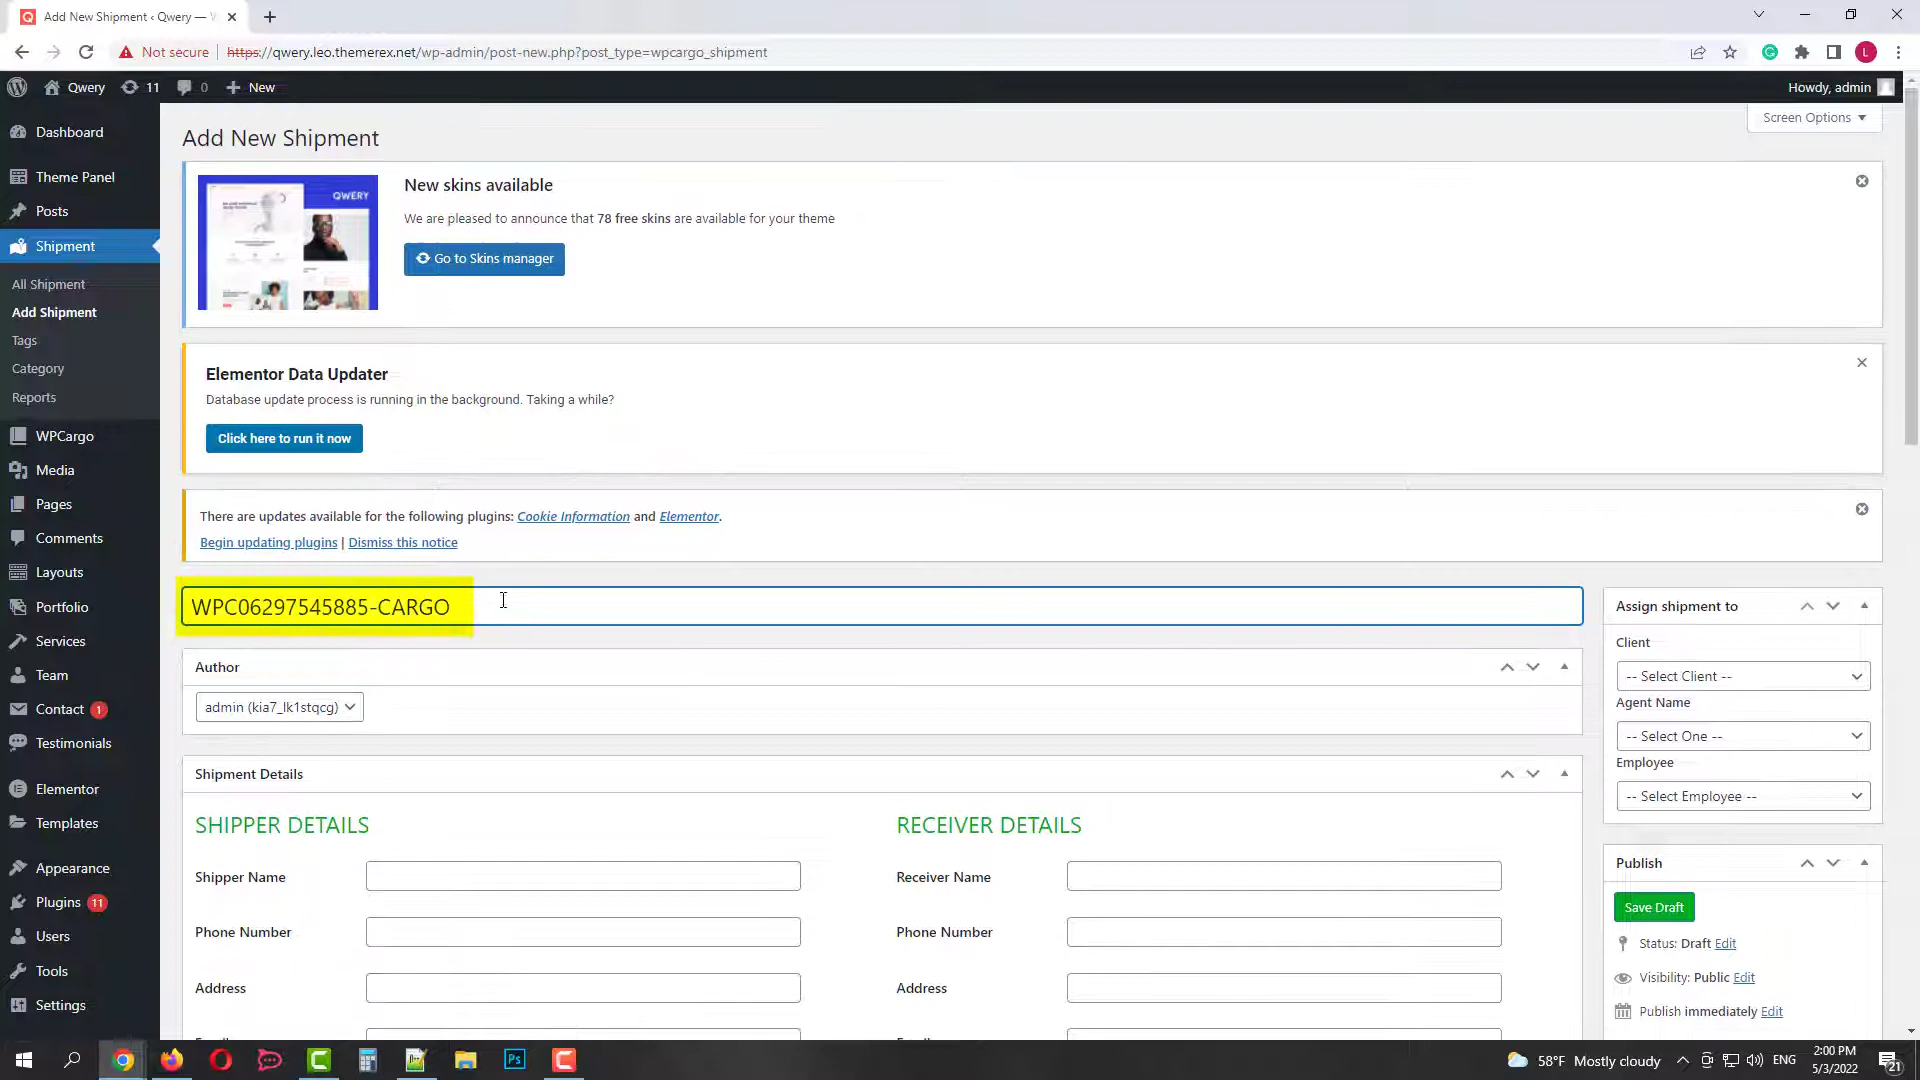 Add New Shipment ‹ Qwery —
Not secure
https://qwery.leo.themerex.net/wp-admin/post-new.php?post_type=wpcargo_shipment
L
Qwery
11
0
New
Howdy, admin
Dashboard
Theme Panel
Posts
Shipment
All Shipment
Add Shipment
Tags
Category
Reports
WPCargo
Media
Pages
Comments
Layouts
Portfolio
Services
Team
Contact 1
Testimonials
Elementor
Templates
Appearance
Plugins 11
Users
Tools
Settings
Screen Options
Add New Shipment
QWERY
New skins available
We are pleased to announce that 78 free skins are available for your theme
Go to Skins manager
Elementor Data Updater
Database update process is running in the background. Taking a while?
Click here to run it now
There are updates available for the following plugins: Cookie Information and Elementor.
Begin updating plugins | Dismiss this notice
WPC06297545885-CARGO
Author
admin (kia7_lk1stqcg)
Shipment Details
SHIPPER DETAILS
Shipper Name
Phone Number
Address
RECEIVER DETAILS
Receiver Name
Phone Number
Address
Assign shipment to
Client
-- Select Client --
Agent Name
-- Select One --
Employee
-- Select Employee --
Publish
Save Draft
Status: Draft Edit
Visibility: Public Edit
Publish immediately Edit
Ps
58°F Mostly cloudy
ENG
2:00 PM
5/3/2022
21